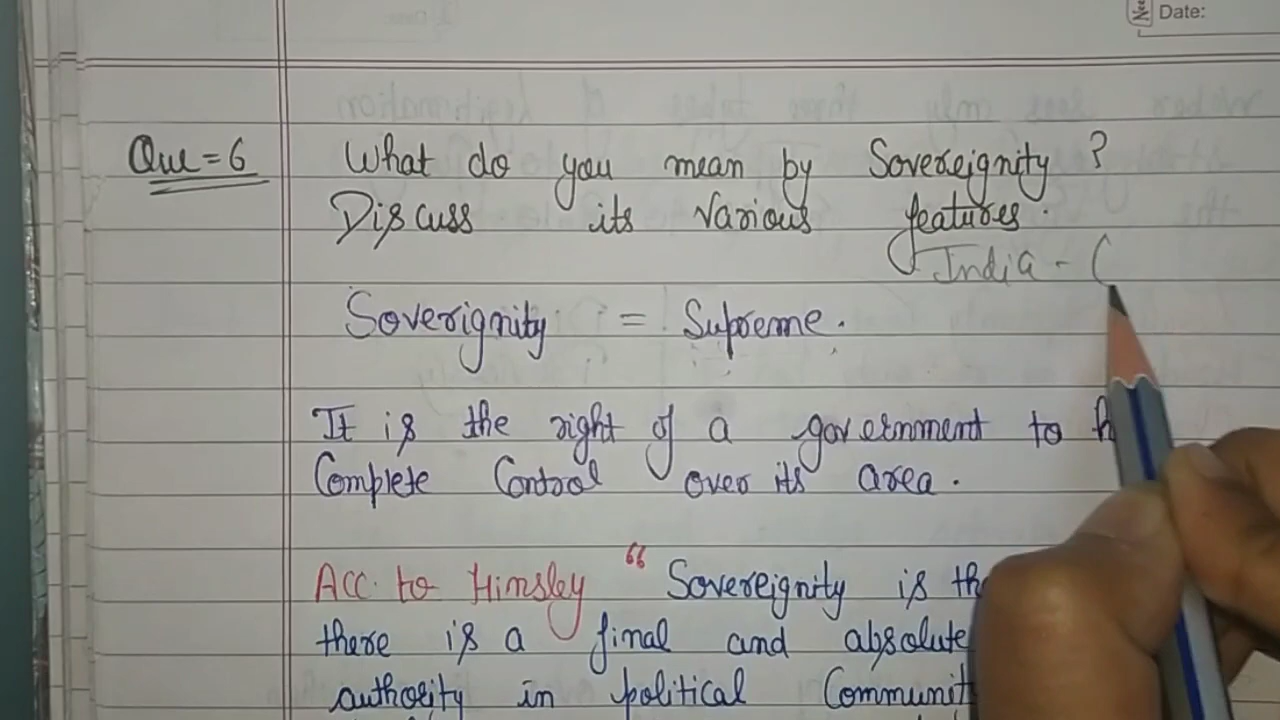 Date:
Que = 6 What do you mean by Sovereignity ?
Discuss its various features.
India - (
Soverignity = Supreme.
It is the right of a government to h
Complete Control over its area.
Acc. to Hinsley “ Sovereignity is th
there is a final and absolute
authority in political Communit